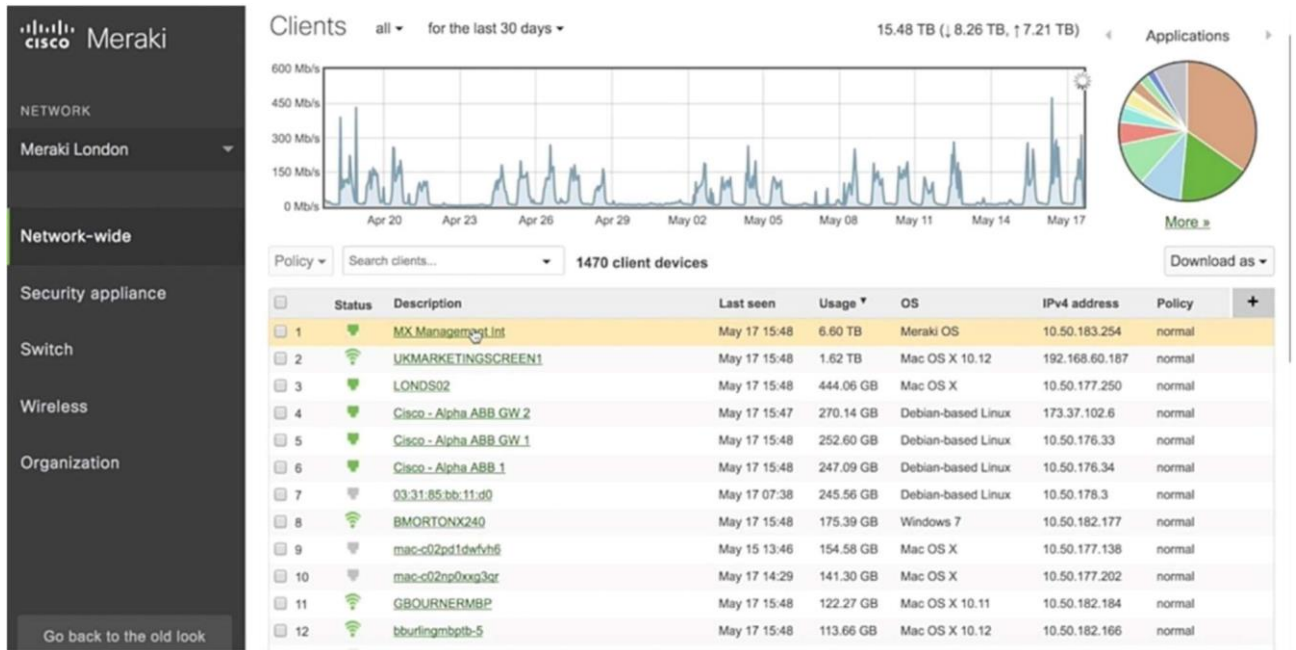 CISCO Meraki
NETWORK
Meraki London
Network-wide
Security appliance
Switch
Wireless
Organization
Go back to the old look
Clients all for the last 30 days 15.48 TB (↓ 8.26 TB, ↑ 7.21 TB) Applications
600 Mb/s
450 Mb/s
300 Mb/s
150 Mb/s
0 Mb/s
Apr 20 Apr 23 Apr 26 Apr 29 May 02 May 05 May 08 May 11 May 14 May 17
More »
Policy Search clients... 1470 client devices Download as
Status Description Last seen Usage OS IPv4 address Policy +
1 MX Management Int May 17 15:48 6.60 TB Meraki OS 10.50.183.254 normal
2 UKMARKETINGSCREEN1 May 17 15:48 1.62 TB Mac OS X 10.12 192.168.60.187 normal
3 LONDS02 May 17 15:48 444.06 GB Mac OS X 10.50.177.250 normal
4 Cisco - Alpha ABB GW 2 May 17 15:47 270.14 GB Debian-based Linux 173.37.102.6 normal
5 Cisco - Alpha ABB GW 1 May 17 15:48 252.60 GB Debian-based Linux 10.50.176.33 normal
6 Cisco - Alpha ABB 1 May 17 15:48 247.09 GB Debian-based Linux 10.50.176.34 normal
7 03:31:85:bb:11:d0 May 17 07:38 245.56 GB Debian-based Linux 10.50.178.3 normal
8 BMORTONX240 May 17 15:48 175.39 GB Windows 7 10.50.182.177 normal
9 mac-c02pd1dwfvh6 May 15 13:46 154.58 GB Mac OS X 10.50.177.138 normal
10 mac-c02np0xxg3qr May 17 14:29 141.30 GB Mac OS X 10.50.177.202 normal
11 GBOURNERMBP May 17 15:48 122.27 GB Mac OS X 10.11 10.50.182.184 normal
12 bburlingmbptb-5 May 17 15:48 113.66 GB Mac OS X 10.12 10.50.182.166 normal